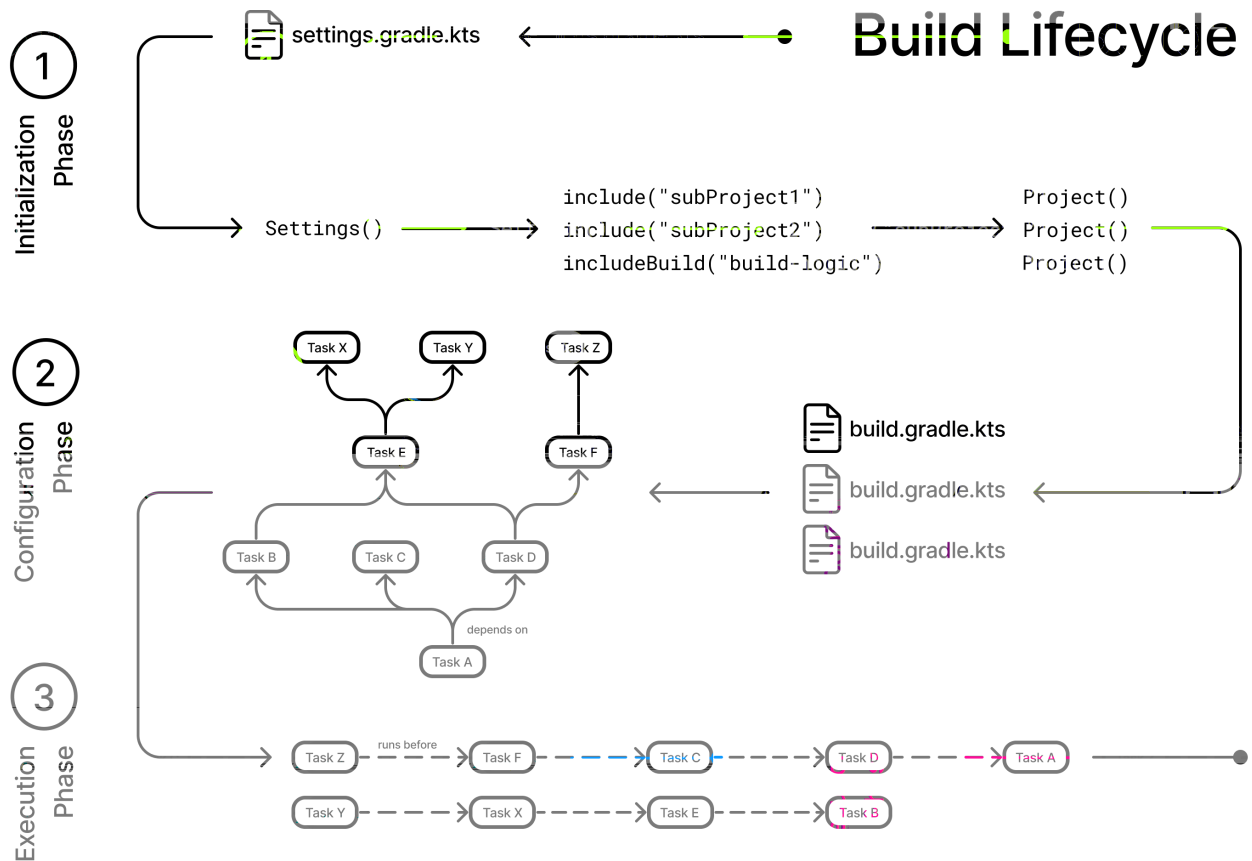 Build Lifecycle
1
Initialization
Phase
settings.gradle.kts
Settings()
include("subProject1")
include("subProject2")
includeBuild("build-logic")
Project()
Project()
Project()
2
Configuration
Phase
build.gradle.kts
build.gradle.kts
build.gradle.kts
Task X
Task Y
Task Z
Task E
Task F
Task B
Task C
Task D
depends on
Task A
3
Execution
Phase
Task Z
runs before
Task F
Task C
Task D
Task A
Task Y
Task X
Task E
Task B